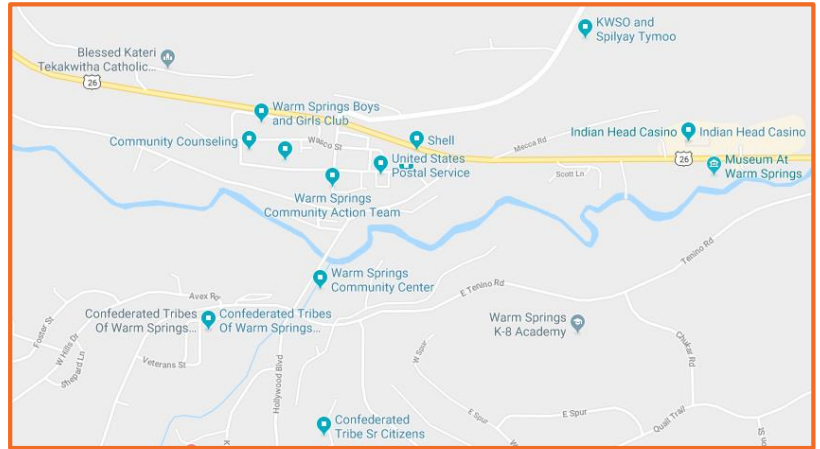 KWSO and
Spilyay Tymoo
Blessed Kateri
Tekakwitha Catholic...
26
Warm Springs Boys
and Girls Club
Community Counseling
Wasco St
Shell
Mecca Rd
Indian Head Casino
Indian Head Casino
United States
Postal Service
26
Museum At
Warm Springs
Scott Ln
Warm Springs
Community Action Team
Tenino Rd
Warm Springs
Community Center
E Tenino Rd
Avex Rd
Confederated Tribes
Of Warm Springs...
Confederated Tribes
Of Warm Springs...
Warm Springs
K-8 Academy
Foster St
W Hills Dr
Shepard Ln
Veterans St
Hollywood Blvd
W Spur
Chukar Rd
E Spur
E Spur
Quail Trail
Confederated
Tribe Sr Citizens
K
W
on St